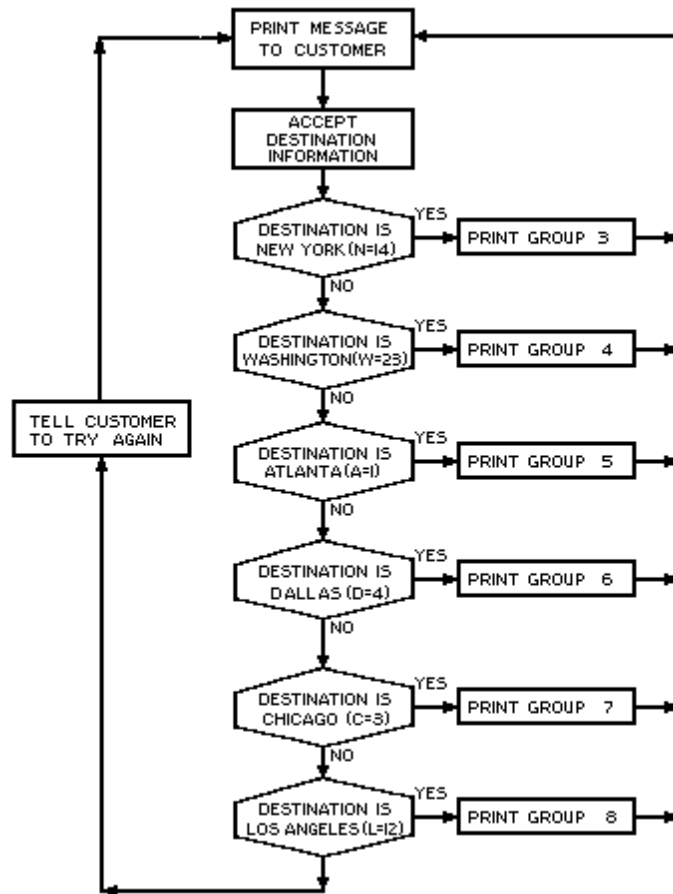 PRINT MESSAGE
TO CUSTOMER
ACCEPT
DESTINATION
INFORMATION
DESTINATION IS
NEW YORK (N=14)
YES
PRINT GROUP 3
NO
DESTINATION IS
WASHINGTON(W=23)
YES
PRINT GROUP 4
NO
TELL CUSTOMER
TO TRY AGAIN
DESTINATION IS
ATLANTA (A=1)
YES
PRINT GROUP 5
NO
DESTINATION IS
DALLAS (D=4)
YES
PRINT GROUP 6
NO
DESTINATION IS
CHICAGO (C=3)
YES
PRINT GROUP 7
NO
DESTINATION IS
LOS ANGELES (L=12)
YES
PRINT GROUP 8